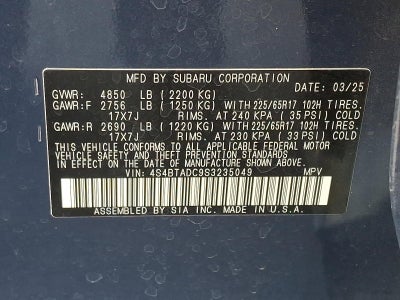 MFD BY SUBARU CORPORATION
GVWR: 4850 LB (2200 KG) DATE: 03/25
GAWR:F 2756 LB (1250 KG) WITH 225/65R17 102H TIRES,
17X7J RIMS, AT 240 KPA (35 PSI) COLD
GAWR:R 2690 LB (1220 KG) WITH 225/65R17 102H TIRES,
17X7J RIMS, AT 230 KPA (33 PSI) COLD
THIS VEHICLE CONFORMS TO ALL APPLICABLE FEDERAL MOTOR
VEHICLE SAFETY STANDARDS IN EFFECT ON THE DATE OF
MANUFACTURE SHOWN ABOVE.
VIN: 4S4BTADC9S3235049 MPV
ASSEMBLED BY SIA INC. MADE IN U.S.A.